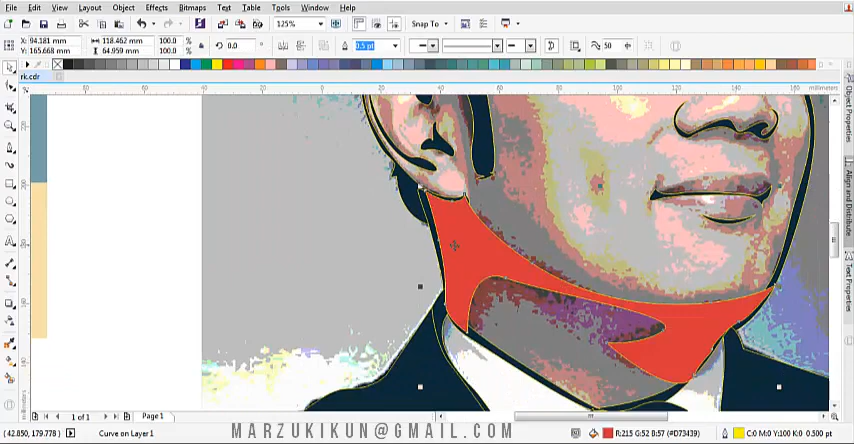 File Edit View Layout Object Effects Bitmaps Text Table Tools Window Help
125% Snap To
X: 94.181 mm 118.462 mm 100.0 % 0.0 0.5 pt 50
Y: 165.668 mm 64.959 mm 100.0 %
rk.cdr
millimeters
Object Properties
Align and Distribute
Text Properties
1 of 1 Page 1
(42.850, 179.778) Curve on Layer1 MARZUKIKUN@GMAIL.COM R:215 G:52 B:57 (#D73439) C:0 M:0 Y:100 K:0 0.500 pt